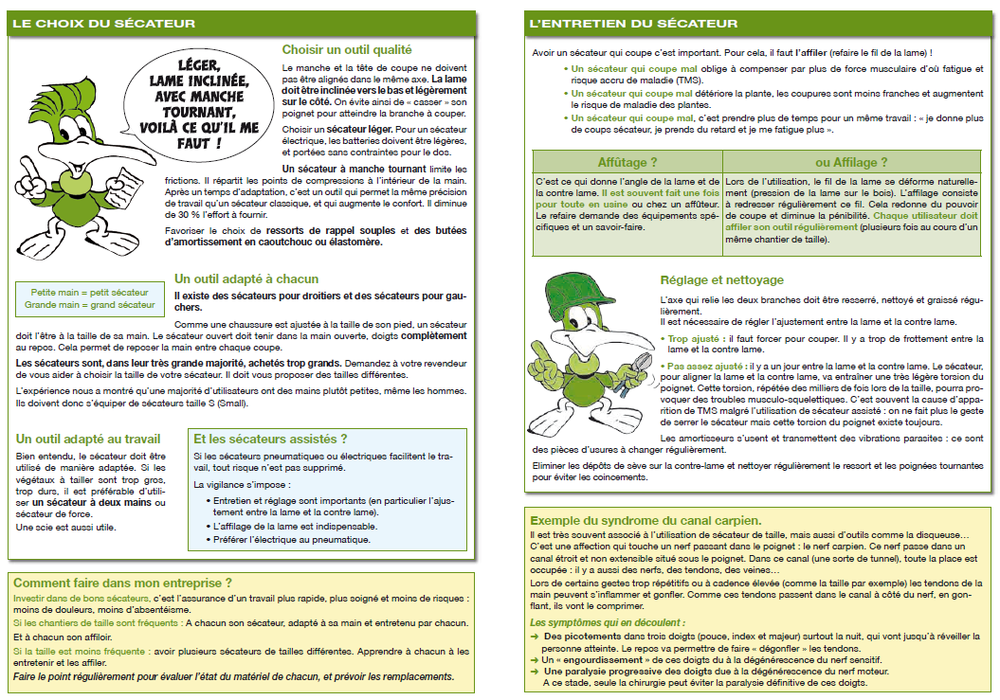 LE CHOIX DU SÉCATEUR
LÉGER,
LAME INCLINÉE,
AVEC MANCHE
TOURNANT,
VOILÀ CE QU'IL ME
FAUT !
Choisir un outil qualité
Le manche et la tête de coupe ne doivent
pas être alignés dans le même axe. La lame
doit être inclinée vers le bas et légèrement
sur le côté. On évite ainsi de « casser » son
poignet pour atteindre la branche à couper.
Choisir un sécateur léger. Pour un sécateur
électrique, les batteries doivent être légères,
et portées sans contraintes pour le dos.
Un sécateur à manche tournant limite les
frictions. Il répartit les points de compressions à l'intérieur de la main.
Après un temps d'adaptation, c'est un outil qui permet la même précision
de travail qu'un sécateur classique, et qui augmente le confort. Il diminue
de 30 % l'effort à fournir.
Favoriser le choix de ressorts de rappel souples et des butées
d'amortissement en caoutchouc ou élastomère.
Petite main = petit sécateur
Grande main = grand sécateur
Un outil adapté à chacun
Il existe des sécateurs pour droitiers et des sécateurs pour gau-
chers.
Comme une chaussure est ajustée à la taille de son pied, un sécateur
doit l'être à la taille de sa main. Le sécateur ouvert doit tenir dans la main ouverte, doigts complètement
au repos. Cela permet de reposer la main entre chaque coupe.
Les sécateurs sont, dans leur très grande majorité, achetés trop grands. Demandez à votre revendeur
de vous aider à choisir la taille de votre sécateur. Il doit vous proposer des tailles différentes.
L'expérience nous a montré qu'une majorité d'utilisateurs ont des mains plutôt petites, même les hommes.
Ils doivent donc s'équiper de sécateurs taille S (Small).
Un outil adapté au travail
Bien entendu, le sécateur doit être
utilisé de manière adaptée. Si les
végétaux à tailler sont trop gros,
trop durs, il est préférable d'utili-
ser un sécateur à deux mains ou
sécateur de force.
Une scie est aussi utile.
Et les sécateurs assistés ?
Si les sécateurs pneumatiques ou électriques facilitent le tra-
vail, tout risque n'est pas supprimé.
La vigilance s'impose :
• Entretien et réglage sont importants (en particulier l'ajus-
tement entre la lame et la contre lame).
• L'affilage de la lame est indispensable.
• Préférer l'électrique au pneumatique.
Comment faire dans mon entreprise ?
Investir dans de bons sécateurs, c'est l'assurance d'un travail plus rapide, plus soigné et moins de risques :
moins de douleurs, moins d'absentéisme.
Si les chantiers de taille sont fréquents : A chacun son sécateur, adapté à sa main et entretenu par chacun.
Et à chacun son affiloir.
Si la taille est moins fréquente : avoir plusieurs sécateurs de tailles différentes. Apprendre à chacun à les
entretenir et les affiler.
Faire le point régulièrement pour évaluer l'état du matériel de chacun, et prévoir les remplacements.
L'ENTRETIEN DU SÉCATEUR
Avoir un sécateur qui coupe c'est important. Pour cela, il faut l'affiler (refaire le fil de la lame) !
• Un sécateur qui coupe mal oblige à compenser par plus de force musculaire d'où fatigue et
risque accru de maladie (TMS).
• Un sécateur qui coupe mal détériore la plante, les coupures sont moins franches et augmentent
le risque de maladie des plantes.
• Un sécateur qui coupe mal, c'est prendre plus de temps pour un même travail : « je donne plus
de coups sécateur, je prends du retard et je me fatigue plus ».
Affûtage ?
C'est ce qui donne l'angle de la lame et de
la contre lame. Il est souvent fait une fois
pour toute en usine ou chez un affûteur.
Le refaire demande des équipements spé-
cifiques et un savoir-faire.
ou Affilage ?
Lors de l'utilisation, le fil de la lame se déforme naturelle-
ment (pression de la lame sur le bois). L'affilage consiste
à redresser régulièrement ce fil. Cela redonne du pouvoir
de coupe et diminue la pénibilité. Chaque utilisateur doit
affiler son outil régulièrement (plusieurs fois au cours d'un
même chantier de taille).
Réglage et nettoyage
L'axe qui relie les deux branches doit être resserré, nettoyé et graissé régu-
lièrement.
Il est nécessaire de régler l'ajustement entre la lame et la contre lame.
• Trop ajusté : il faut forcer pour couper. Il y a trop de frottement entre la
lame et la contre lame.
• Pas assez ajusté : il y a un jour entre la lame et la contre lame. Le sécateur,
pour aligner la lame et la contre lame, va entraîner une très légère torsion du
poignet. Cette torsion, répétée des milliers de fois lors de la taille, pourra pro-
voquer des troubles musculo-squelettiques. C'est souvent la cause d'appa-
rition de TMS malgré l'utilisation de sécateur assisté : on ne fait plus le geste
de serrer le sécateur mais cette torsion du poignet existe toujours.
Les amortisseurs s'usent et transmettent des vibrations parasites : ce sont
des pièces d'usures à changer régulièrement.
Eliminer les dépôts de sève sur la contre-lame et nettoyer régulièrement le ressort et les poignées tournantes
pour éviter les coincements.
Exemple du syndrome du canal carpien.
Il est très souvent associé à l'utilisation de sécateur de taille, mais aussi d'outils comme la disqueuse...
C'est une affection qui touche un nerf passant dans le poignet : le nerf carpien. Ce nerf passe dans un
canal étroit et non extensible situé sous le poignet. Dans ce canal (une sorte de tunnel), toute la place est
occupée : il y a aussi des nerfs, des tendons, des veines...
Lors de certains gestes trop répétitifs ou à cadence élevée (comme la taille par exemple) les tendons de la
main peuvent s'inflammer et gonfler. Comme ces tendons passent dans le canal à côté du nerf, en gon-
flant, ils vont le comprimer.
Les symptômes qui en découlent :
➔ Des picotements dans trois doigts (pouce, index et majeur) surtout la nuit, qui vont jusqu'à réveiller la
personne atteinte. Le repos va permettre de faire « dégonfler » les tendons.
➔ Un « engourdissement » de ces doigts du à la dégénérescence du nerf sensitif.
➔ Une paralysie progressive des doigts due à la dégénérescence du nerf moteur.
A ce stade, seule la chirurgie peut éviter la paralysie définitive de ces doigts.